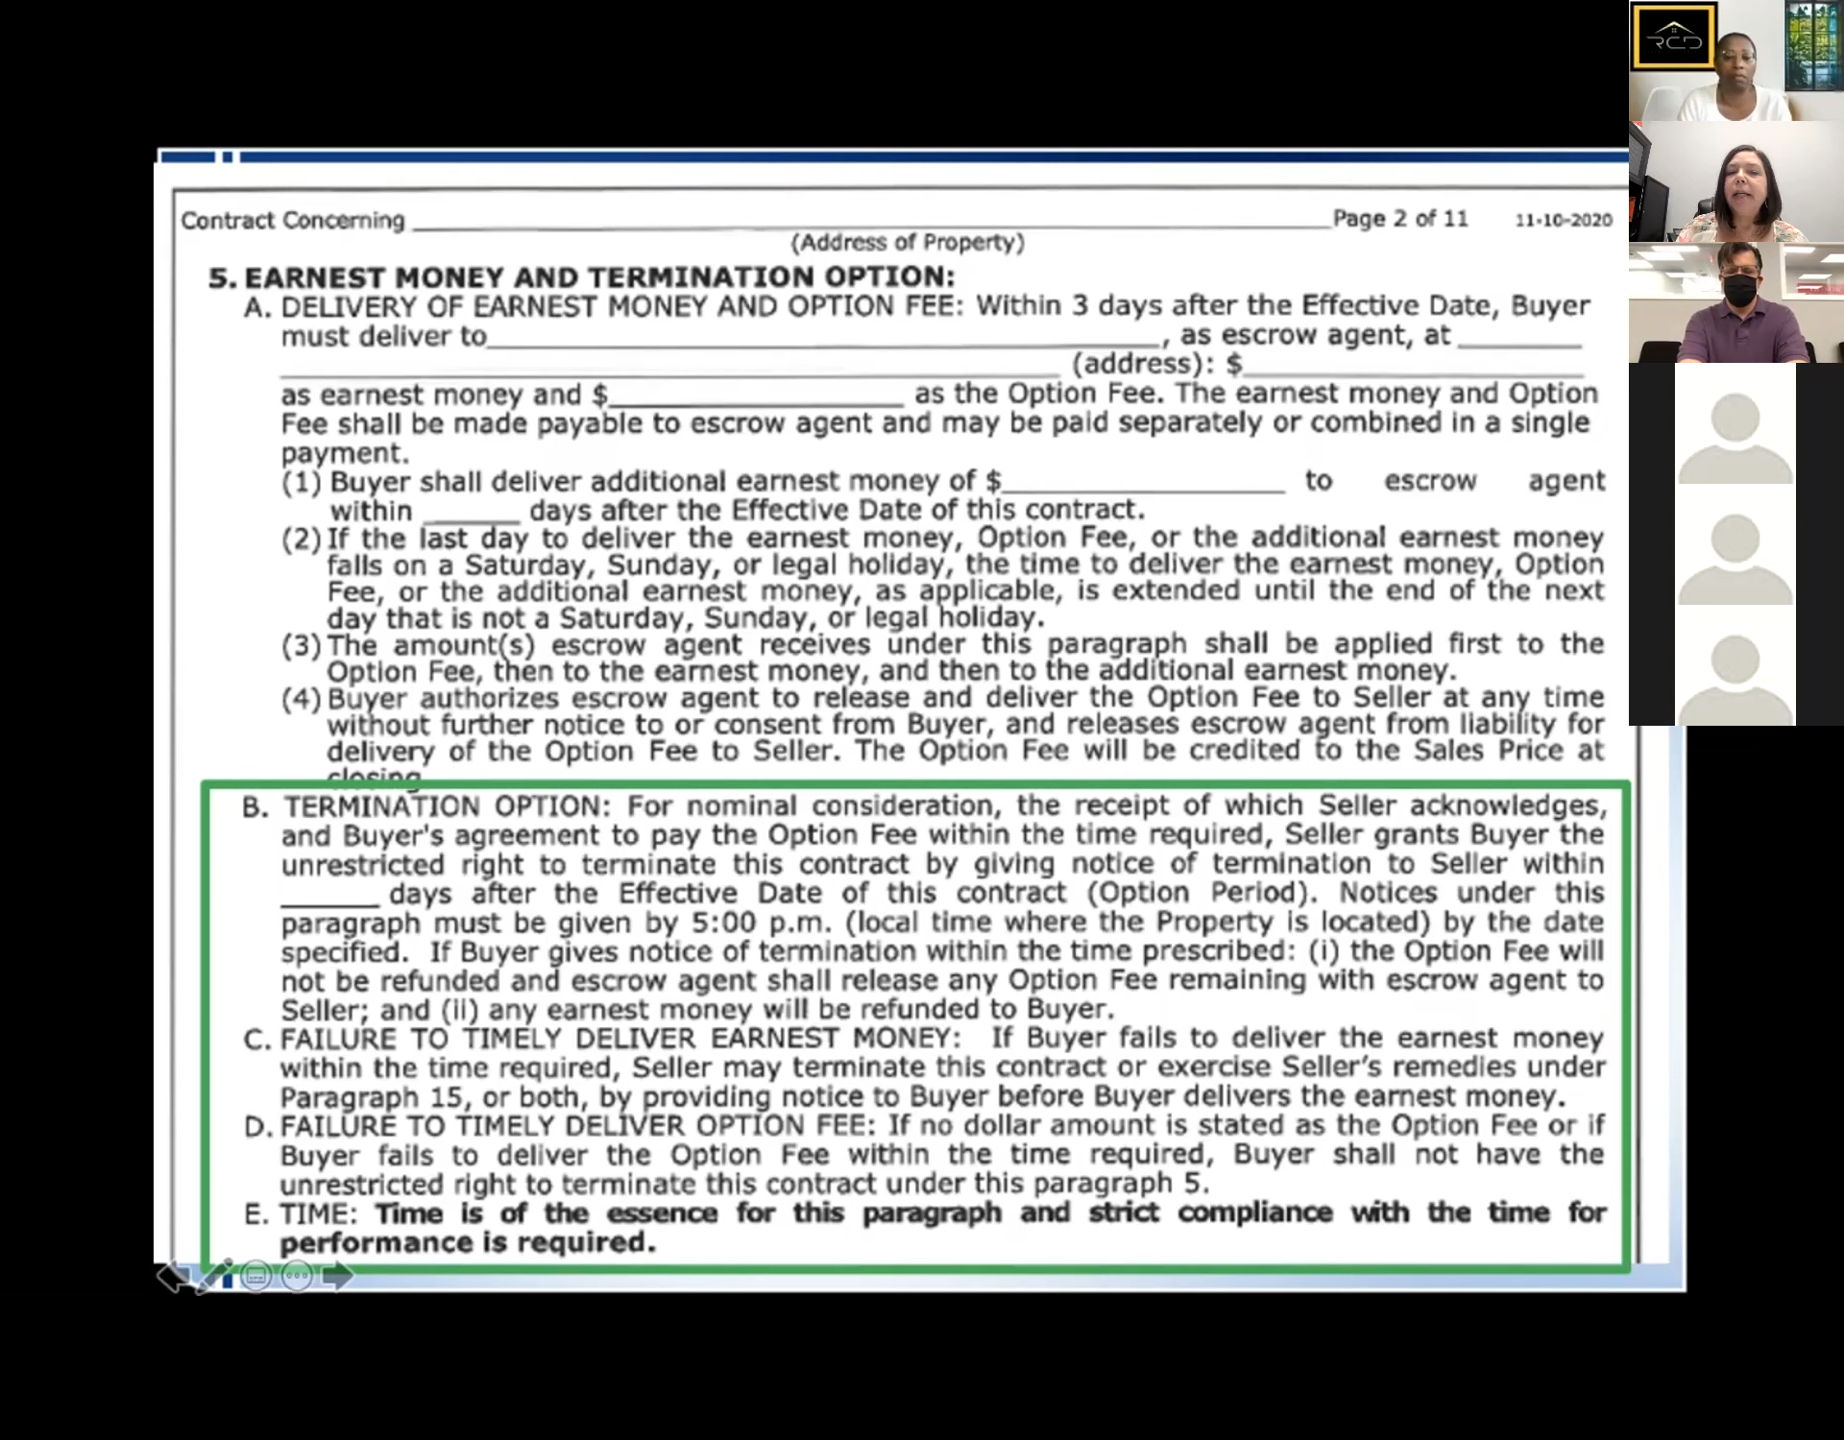 RCD
Contract Concerning ______ Page 2 of 11 11-10-2020
(Address of Property)
5. EARNEST MONEY AND TERMINATION OPTION:
A. DELIVERY OF EARNEST MONEY AND OPTION FEE: Within 3 days after the Effective Date, Buyer
must deliver to______, as escrow agent, at ______
______ (address): $______
as earnest money and $______ as the Option Fee. The earnest money and Option
Fee shall be made payable to escrow agent and may be paid separately or combined in a single
payment.
(1) Buyer shall deliver additional earnest money of $______ to escrow agent
within ______ days after the Effective Date of this contract.
(2) If the last day to deliver the earnest money, Option Fee, or the additional earnest money
falls on a Saturday, Sunday, or legal holiday, the time to deliver the earnest money, Option
Fee, or the additional earnest money, as applicable, is extended until the end of the next
day that is not a Saturday, Sunday, or legal holiday.
(3) The amount(s) escrow agent receives under this paragraph shall be applied first to the
Option Fee, then to the earnest money, and then to the additional earnest money.
(4) Buyer authorizes escrow agent to release and deliver the Option Fee to Seller at any time
without further notice to or consent from Buyer, and releases escrow agent from liability for
delivery of the Option Fee to Seller. The Option Fee will be credited to the Sales Price at
closing
B. TERMINATION OPTION: For nominal consideration, the receipt of which Seller acknowledges,
and Buyer's agreement to pay the Option Fee within the time required, Seller grants Buyer the
unrestricted right to terminate this contract by giving notice of termination to Seller within
______ days after the Effective Date of this contract (Option Period). Notices under this
paragraph must be given by 5:00 p.m. (local time where the Property is located) by the date
specified. If Buyer gives notice of termination within the time prescribed: (i) the Option Fee will
not be refunded and escrow agent shall release any Option Fee remaining with escrow agent to
Seller; and (ii) any earnest money will be refunded to Buyer.
C. FAILURE TO TIMELY DELIVER EARNEST MONEY: If Buyer fails to deliver the earnest money
within the time required, Seller may terminate this contract or exercise Seller's remedies under
Paragraph 15, or both, by providing notice to Buyer before Buyer delivers the earnest money.
D. FAILURE TO TIMELY DELIVER OPTION FEE: If no dollar amount is stated as the Option Fee or if
Buyer fails to deliver the Option Fee within the time required, Buyer shall not have the
unrestricted right to terminate this contract under this paragraph 5.
E. TIME: Time is of the essence for this paragraph and strict compliance with the time for
performance is required.